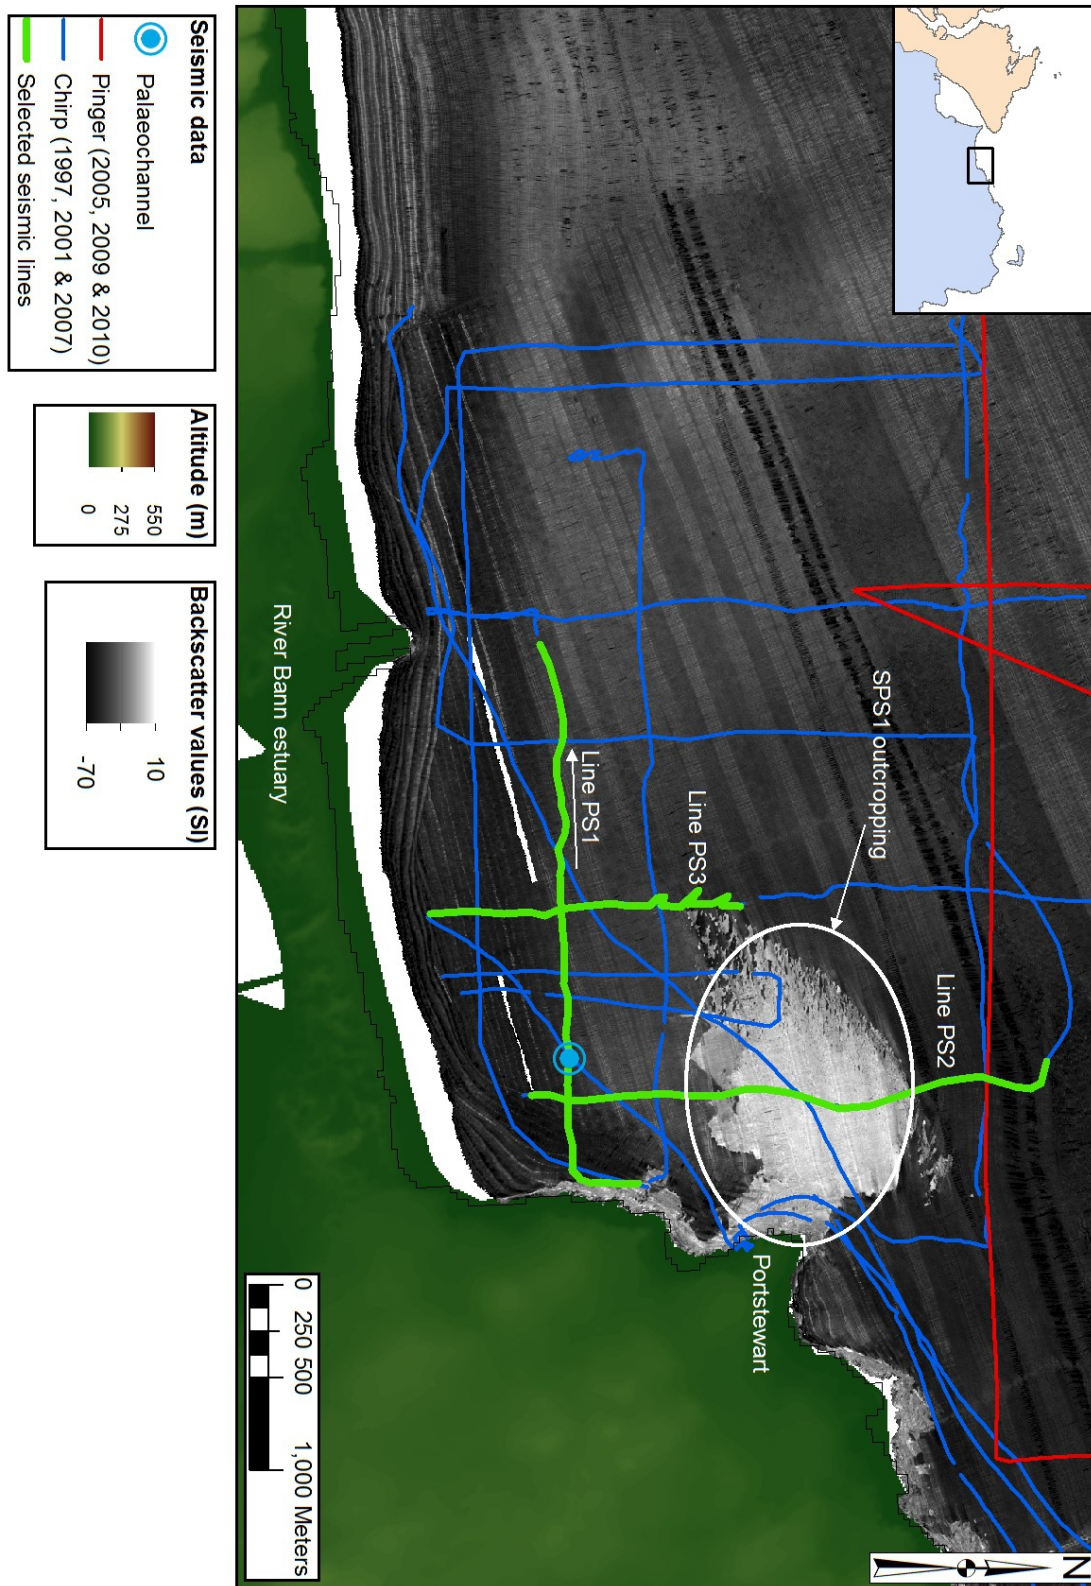 N
SPS1 outcropping
Line PS2
Line PS3
Line PS1
Portstewart
River Bann estuary
0 250 500 1,000 Meters
Seismic data
Palaeochannel
Pinger (2005, 2009 & 2010)
Chirp (1997, 2001 & 2007)
Selected seismic lines
Altitude (m)
550
275
0
Backscatter values (SI)
10
-70